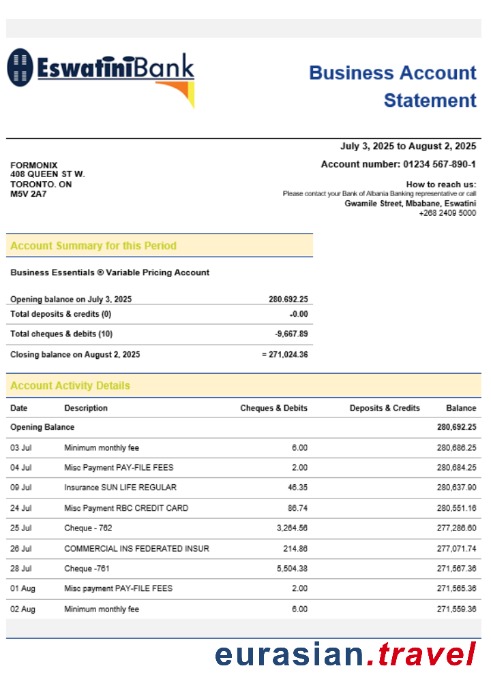 EswatiniBank
Business Account
Statement
July 3, 2025 to August 2, 2025
Account number: 01234 567-890-1
FORMONIX
408 QUEEN ST W.
TORONTO. ON
M5V 2A7
How to reach us:
Please contact your Bank of Albania Banking representative or call
Gwamile Street, Mbabane, Eswatini
+268 2409 5000
Account Summary for this Period
Business Essentials ® Variable Pricing Account
Opening balance on July 3, 2025 280.692.25
Total deposits & credits (0) -0.00
Total cheques & debits (10) -9,667.89
Closing balance on August 2, 2025 = 271,024.36
Account Activity Details
Date Description Cheques & Debits Deposits & Credits Balance
Opening Balance 280.692.25
03 Jul Minimum monthly fee 6.00 280,686.25
04 Jul Misc Payment PAY-FILE FEES 2.00 280,684.25
09 Jul Insurance SUN LIFE REGULAR 46.35 280,637.90
24 Jul Misc Payment RBC CREDIT CARD 86.74 280,551.16
25 Jul Cheque - 762 3,264.56 277,286.60
26 Jul COMMERCIAL INS FEDERATED INSUR 214.86 277,071.74
28 Jul Cheque -761 5,504.38 271,567.36
01 Aug Misc payment PAY-FILE FEES 2.00 271,565.36
02 Aug Minimum monthly fee 6.00 271,559.36
eurasian.travel